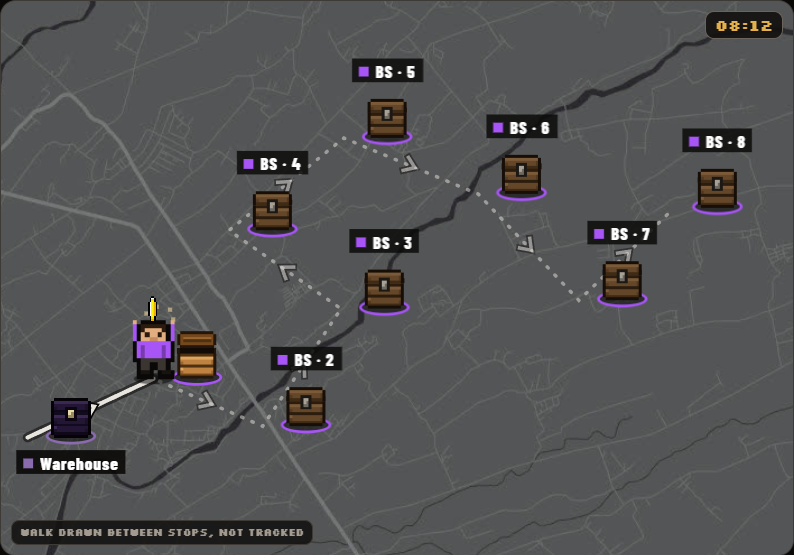 08:12
BS - 5
BS - 6
BS - 8
BS - 4
BS - 7
BS - 3
BS - 2
Warehouse
WALK DRAWN BETWEEN STOPS, NOT TRACKED